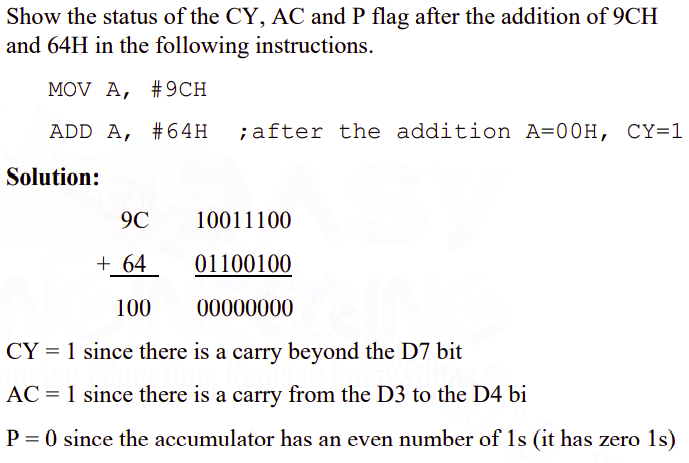 Show the status of the CY, AC and P flag after the addition of 9CH
and 64H in the following instructions.
MOV A, #9CH
ADD A, #64H ;after the addition A=00H, CY=1
Solution:
9C 10011100
+ 64 01100100
100 00000000
CY = 1 since there is a carry beyond the D7 bit
AC = 1 since there is a carry from the D3 to the D4 bi
P = 0 since the accumulator has an even number of 1s (it has zero 1s)